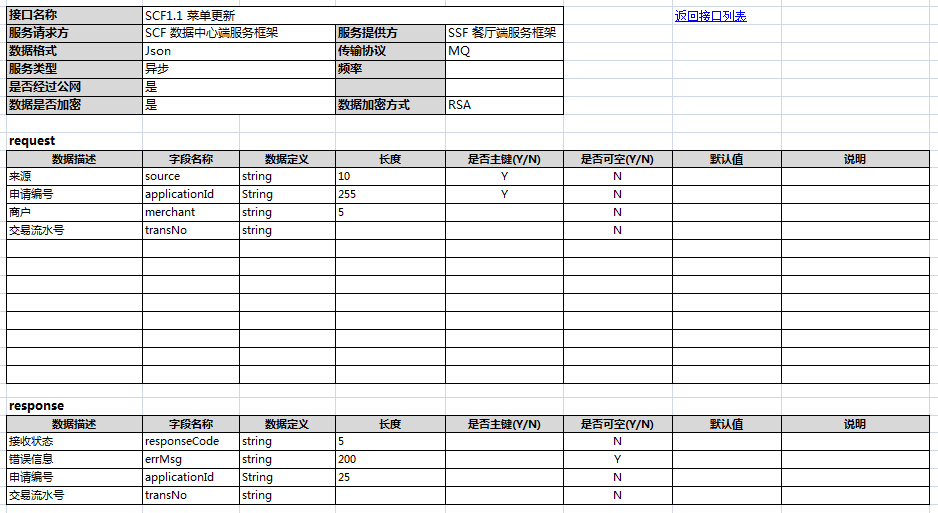 接口名称 SCF1.1 菜单更新 返回接口列表
服务请求方 SCF 数据中心端服务框架 服务提供方 SSF 餐厅端服务框架
数据格式 Json 传输协议 MQ
服务类型 异步 频率
是否经过公网 是
数据是否加密 是 数据加密方式 RSA
request
数据描述 字段名称 数据定义 长度 是否主键(Y/N) 是否可空(Y/N) 默认值 说明
来源 source string 10 Y N
申请编号 applicationId String 255 Y N
商户 merchant string 5 N
交易流水号 transNo string N
response
数据描述 字段名称 数据定义 长度 是否主键(Y/N) 是否可空(Y/N) 默认值 说明
接收状态 responseCode string 5 N
错误信息 errMsg string 200 Y
申请编号 applicationId String 25 N
交易流水号 transNo string N